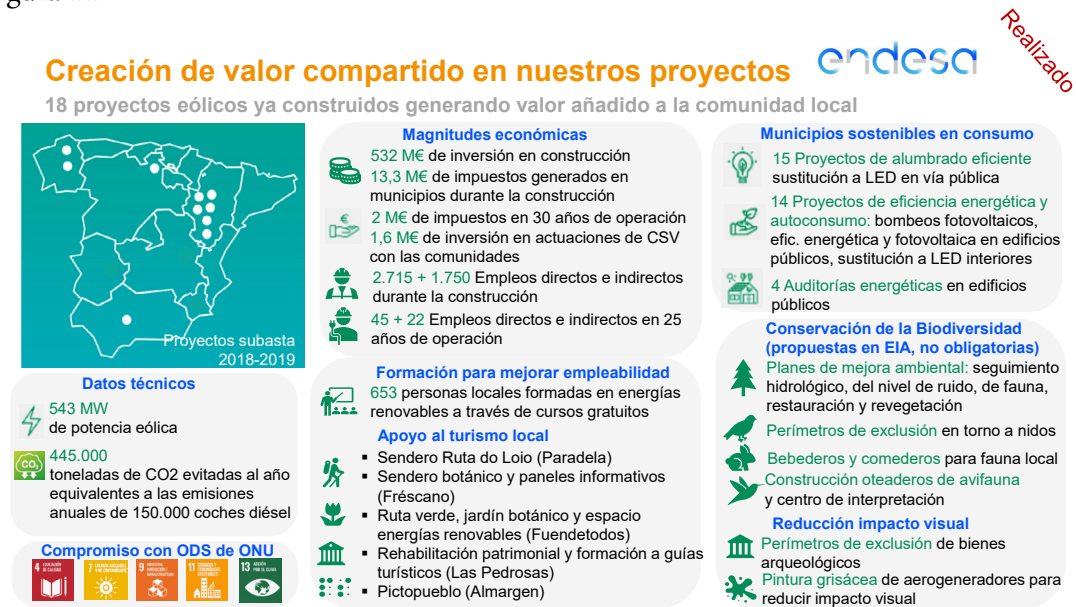 Realizado
endesa
Creación de valor compartido en nuestros proyectos
18 proyectos eólicos ya construidos generando valor añadido a la comunidad local
Proyectos subasta
2018-2019
Datos técnicos
543 MW
de potencia eólica
CO2
445.000
toneladas de CO2 evitadas al año
equivalentes a las emisiones
anuales de 150.000 coches diésel
Compromiso con ODS de ONU
4 7 9 11 13
Magnitudes económicas
532 M€ de inversión en construcción
13,3 M€ de impuestos generados en
municipios durante la construcción
2 M€ de impuestos en 30 años de operación
1,6 M€ de inversión en actuaciones de CSV
con las comunidades
2.715 + 1.750 Empleos directos e indirectos
durante la construcción
45 + 22 Empleos directos e indirectos en 25
años de operación
Formación para mejorar empleabilidad
653 personas locales formadas en energías
renovables a través de cursos gratuitos
Apoyo al turismo local
▪ Sendero Ruta do Loio (Paradela)
▪ Sendero botánico y paneles informativos
(Fréscano)
▪ Ruta verde, jardín botánico y espacio
energías renovables (Fuendetodos)
▪ Rehabilitación patrimonial y formación a guías
turísticos (Las Pedrosas)
▪ Pictopueblo (Almargen)
Municipios sostenibles en consumo
15 Proyectos de alumbrado eficiente
sustitución a LED en vía pública
14 Proyectos de eficiencia energética y
autoconsumo: bombeos fotovoltaicos,
efic. energética y fotovoltaica en edificios
públicos, sustitución a LED interiores
4 Auditorías energéticas en edificios
públicos
Conservación de la Biodiversidad
(propuestas en EIA, no obligatorias)
Planes de mejora ambiental: seguimiento
hidrológico, del nivel de ruido, de fauna,
restauración y revegetación
Perímetros de exclusión en torno a nidos
Bebederos y comederos para fauna local
Construcción oteaderos de avifauna
y centro de interpretación
Reducción impacto visual
Perímetros de exclusión de bienes
arqueológicos
Pintura grisácea de aerogeneradores para
reducir impacto visual